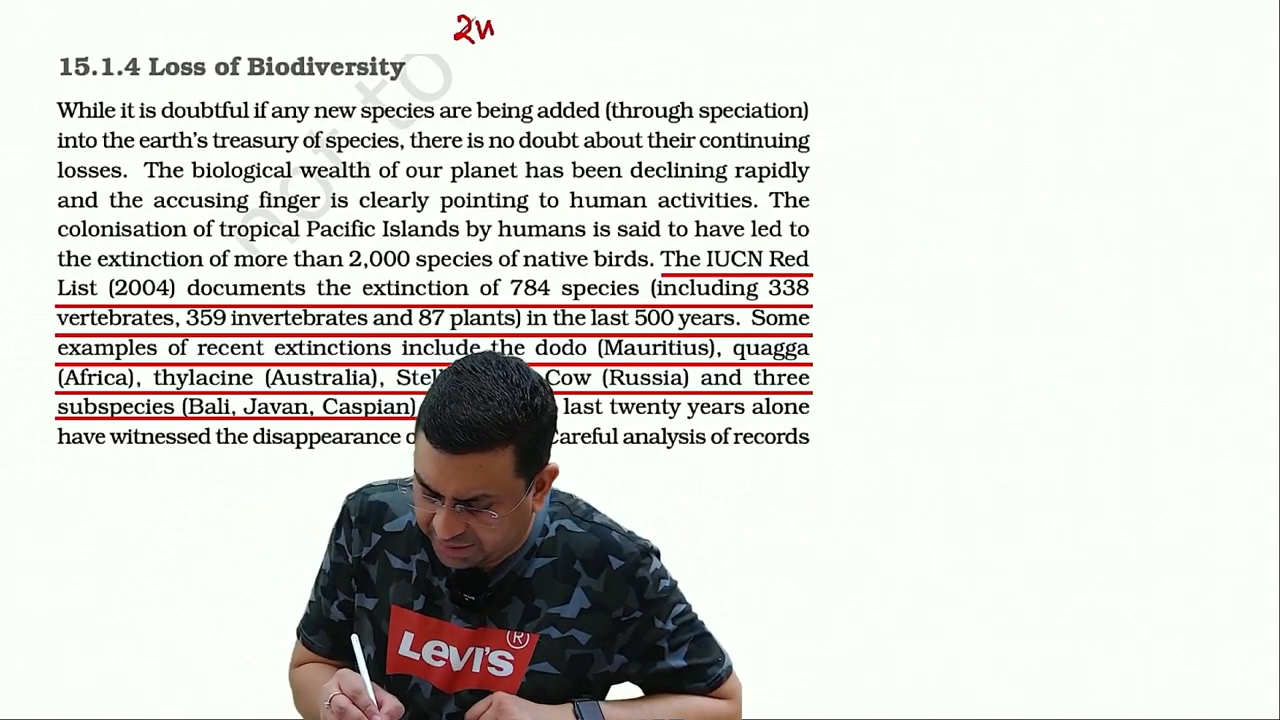 2n
15.1.4 Loss of Biodiversity
While it is doubtful if any new species are being added (through speciation)
into the earth's treasury of species, there is no doubt about their continuing
losses. The biological wealth of our planet has been declining rapidly
and the accusing finger is clearly pointing to human activities. The
colonisation of tropical Pacific Islands by humans is said to have led to
the extinction of more than 2,000 species of native birds. The IUCN Red
List (2004) documents the extinction of 784 species (including 338
vertebrates, 359 invertebrates and 87 plants) in the last 500 years. Some
examples of recent extinctions include the dodo (Mauritius), quagga
(Africa), thylacine (Australia), Cow (Russia) and three
subspecies (Bali, Javan, Caspian) last twenty years alone
have witnessed the disappearance Careful analysis of records
not to
Levi's ®